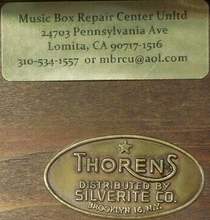 Music Box Repair Center Unltd
24703 Pennsylvania Ave
Lomita, CA 90717-1516
310-534-1557 or mbrcu@aol.com
THORENS
DISTRIBUTED BY
SILVERITE CO.
BROOKLYN 16, N.Y.